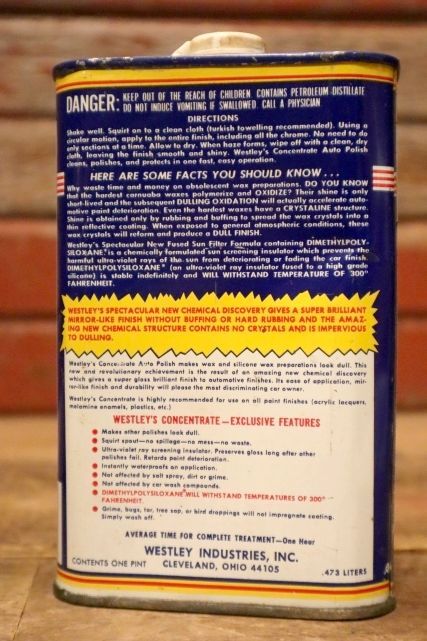 DANGER: KEEP OUT OF THE REACH OF CHILDREN CONTAINS PETROLEUM DISTILLATE
DO NOT INDUCE VOMITING IF SWALLOWED. CALL A PHYSICIAN
DIRECTIONS
Shake well. Squirt on to a clean cloth (turkish towelling recommended). Using a
circular motion, apply to the entire finish, including all the chrome. No need to do
only sections at a time. Allow to dry. When haze forms, wipe off with a clean, dry
cloth, leaving the finish smooth and shiny. Westley's Concentrate Auto Polish
cleans, polishes, and protects in one fast, easy operation.
HERE ARE SOME FACTS YOU SHOULD KNOW...
Why waste time and money on obsolescent wax preparations. DO YOU KNOW
that the hardest carnauba waxes polymerize and OXIDIZE? Their shine is only
short-lived and the subsequent DULLING OXIDATION will actually accelerate auto-
motive paint deterioration. Even the hardest waxes have a CRYSTALINE structure.
Shine is obtained only by rubbing and buffing to spread the wax crystals into a
thin reflective coating. When exposed to general atmospheric conditions, these
wax crystals will reform and produce a DULL FINISH.
Westley's Spectacular New Fused Sun Filter Formula containing DIMETHYLPOLY-
SILOXANE* is a chemically formulated sun screening insulator which prevents the
harmful ultra-violet rays of the sun from deteriorating or fading the car finish.
DIMETHYLPOLYSILOXANE* (an ultra-violet ray insulator fused to a high grade
silicone) is stable indefinitely and WILL WITHSTAND TEMPERATURES OF 300°
FAHRENHEIT.
WESTLEY'S SPECTACULAR NEW CHEMICAL DISCOVERY GIVES A SUPER BRILLIANT
MIRROR-LIKE FINISH WITHOUT BUFFING OR HARD RUBBING AND THE AMAZ-
ING NEW CHEMICAL STRUCTURE CONTAINS NO CRYSTALS AND IS IMPERVIOUS
TO DULLING.
Westley's Concentrate Auto Polish makes wax and silicone wax preparations look dull. This
new and revolutionary achievement is the result of an amazing new chemical discovery
which gives a super gloss brilliant finish to automotive finishes. Its ease of application, mir-
ror-like finish and durability will please the most discriminating car owner.
Westley's Concentrate is highly recommended for use on all paint finishes (acrylic lacquers,
melamine enamels, plastics, etc.)
WESTLEY'S CONCENTRATE—EXCLUSIVE FEATURES
● Makes other polishes look dull.
● Squirt spout—no spillage—no mess—no waste.
● Ultra-violet ray screening insulator. Preserves gloss long after other
polishes fail. Retards paint deterioration.
● Instantly waterproofs on application.
● Not affected by salt spray, dirt or grime.
● Not affected by car wash compounds.
● DIMETHYLPOLYSILOXANE* WILL WITHSTAND TEMPERATURES OF 300°
FAHRENHEIT.
● Grime, bugs, tar, tree sap, or bird droppings will not impregnate coating.
Simply wash off.
AVERAGE TIME FOR COMPLETE TREATMENT—One Hour
WESTLEY INDUSTRIES, INC.
CONTENTS ONE PINT CLEVELAND, OHIO 44105 .473 LITERS